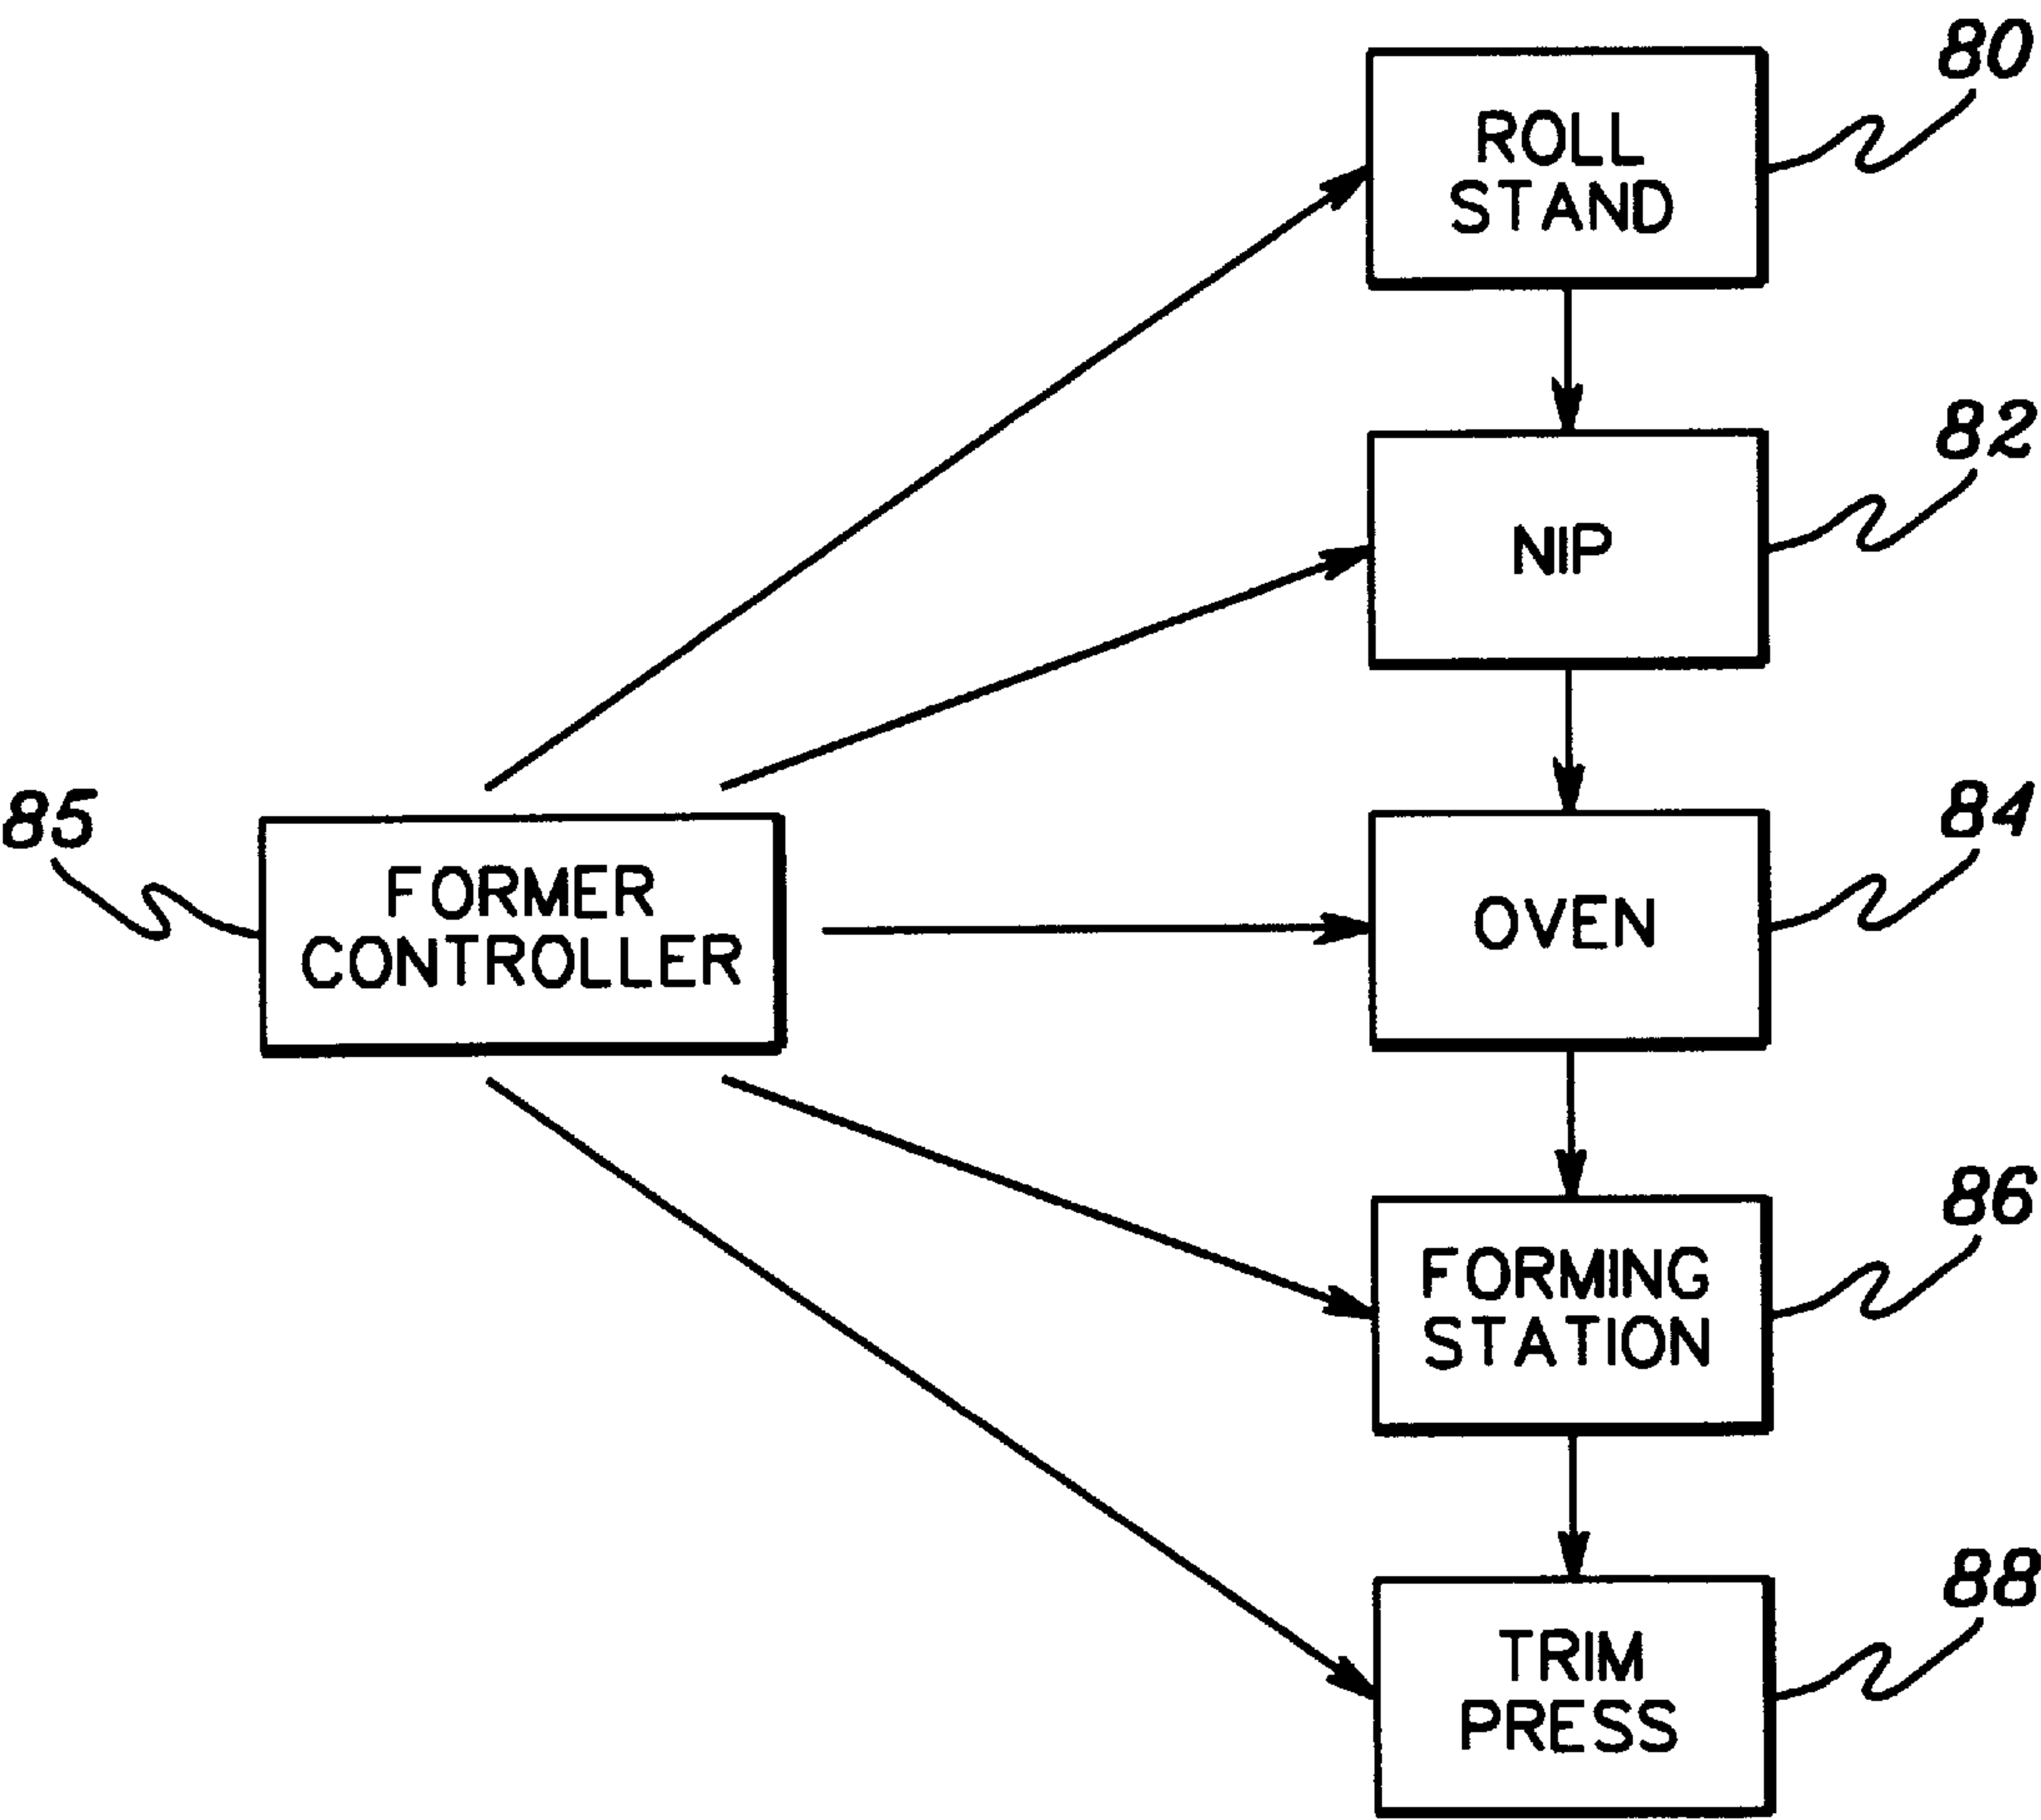 80
ROLL
STAND
82
NIP
85
FORMER
CONTROLLER
84
OVEN
86
FORMING
STATION
88
TRIM
PRESS